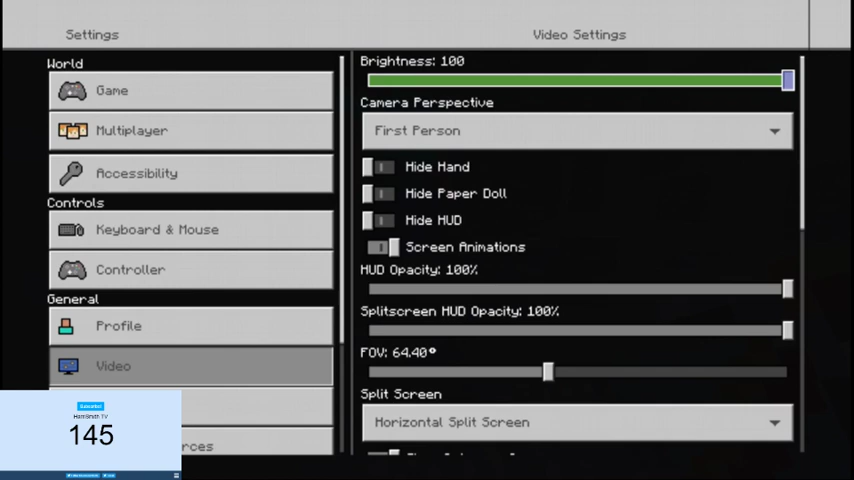 Settings
Video Settings
World
Game
Multiplayer
Accessibility
Controls
Keyboard & Mouse
Controller
General
Profile
Video
rces
Brightness: 100
Camera Perspective
First Person
Hide Hand
Hide Paper Doll
Hide HUD
Screen Animations
HUD Opacity: 100%
Splitscreen HUD Opacity: 100%
FOV: 64.40°
Split Screen
Horizontal Split Screen
145